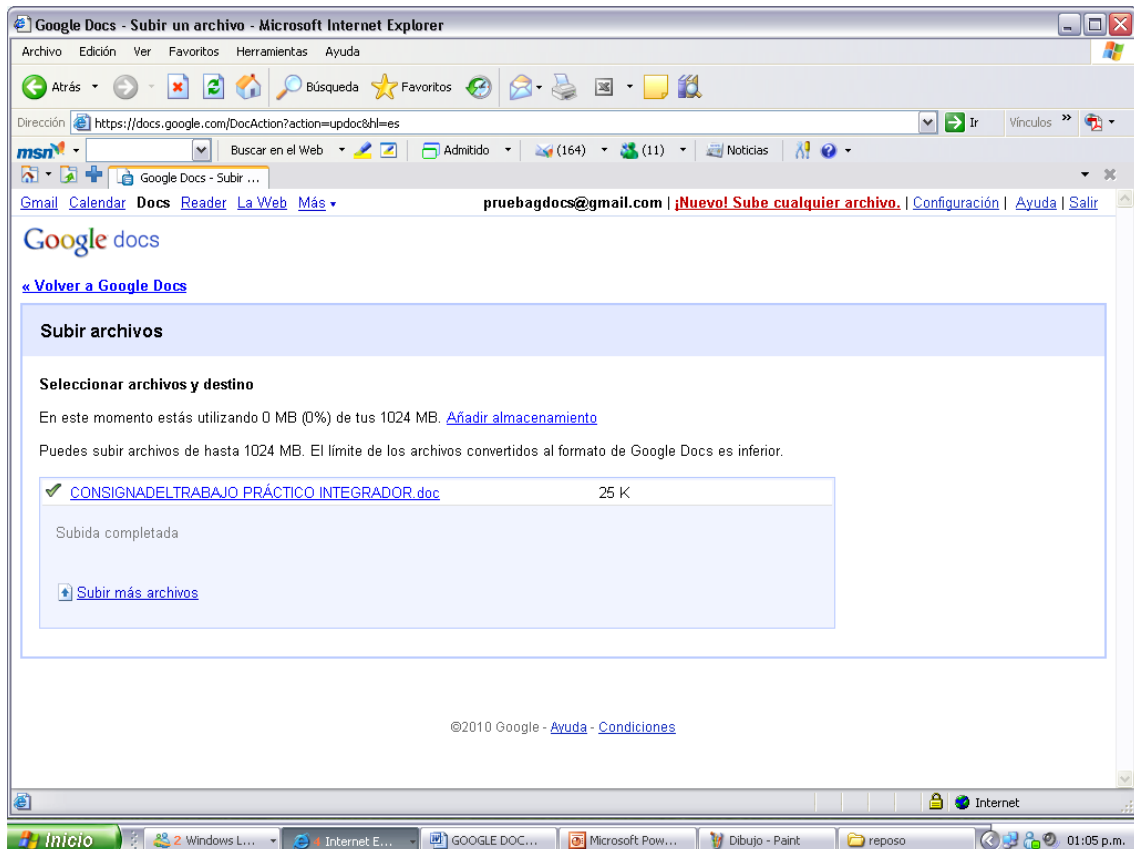 Google Docs - Subir un archivo - Microsoft Internet Explorer
Archivo Edición Ver Favoritos Herramientas Ayuda
Atrás Búsqueda Favoritos
Dirección https://docs.google.com/DocAction?action=updoc&hl=es Ir Vínculos »
msn Buscar en el Web Admitido (164) (11) Noticias
Google Docs - Subir ...
Gmail Calendar Docs Reader La Web Más pruebagdocs@gmail.com | ¡Nuevo! Sube cualquier archivo. | Configuración | Ayuda | Salir
Google docs
« Volver a Google Docs
Subir archivos
Seleccionar archivos y destino
En este momento estás utilizando 0 MB (0%) de tus 1024 MB. Añadir almacenamiento
Puedes subir archivos de hasta 1024 MB. El límite de los archivos convertidos al formato de Google Docs es inferior.
CONSIGNADELTRABAJO PRÁCTICO INTEGRADOR.doc 25 K
Subida completada
Subir más archivos
©2010 Google - Ayuda - Condiciones
Internet
Inicio 2 Windows L... 4 Internet E... GOOGLE DOC... Microsoft Pow... Dibujo - Paint reposo 01:05 p.m.